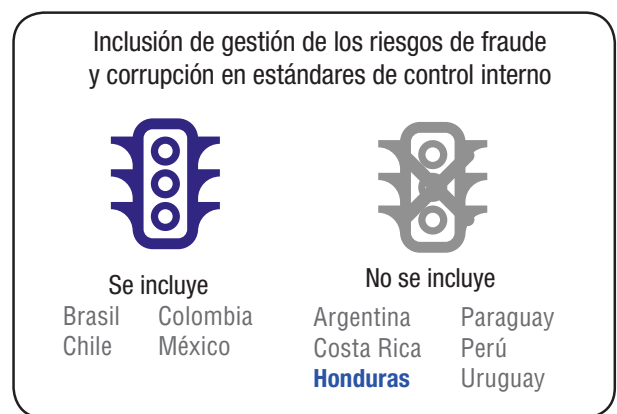 Inclusión de gestión de los riesgos de fraude
y corrupción en estándares de control interno
Se incluye
Brasil Colombia
Chile México
No se incluye
Argentina Paraguay
Costa Rica Perú
Honduras Uruguay